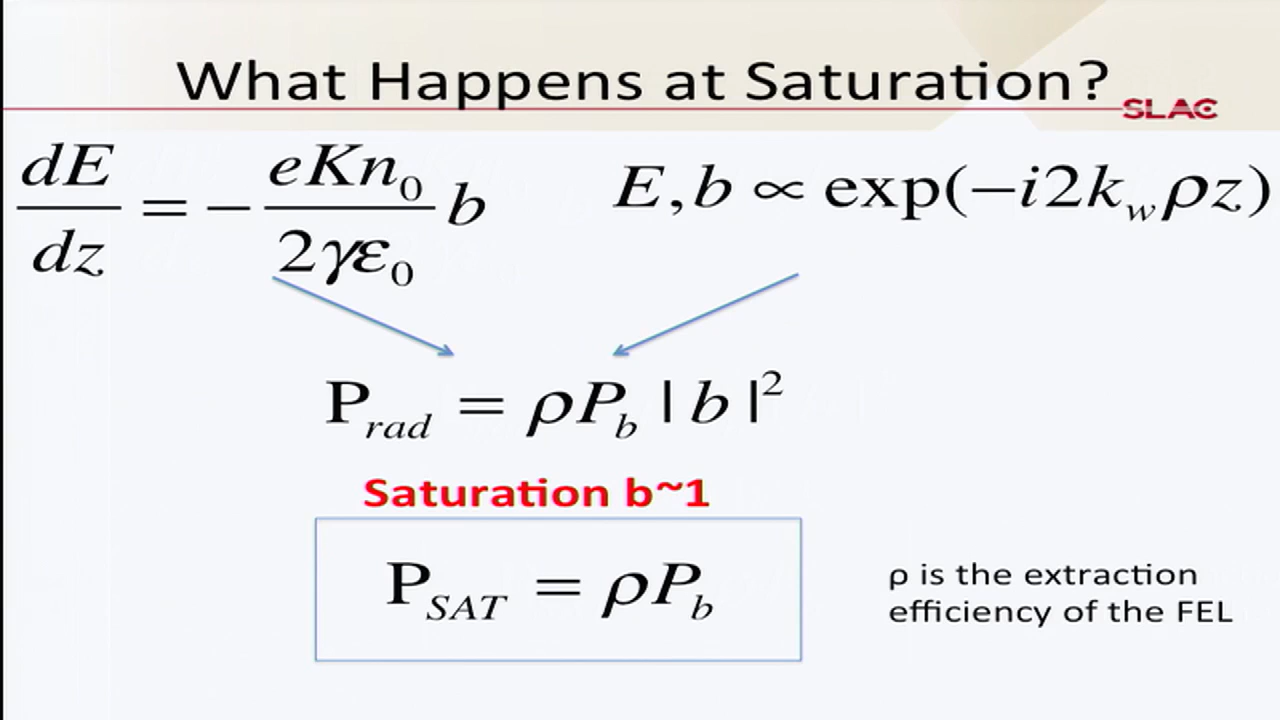 What Happens at Saturation?
SLAC
dE/dz = − eKn₀/2γε₀ b
E,b ∝ exp(−i2k_wρz)
P_rad = ρP_b | b |²
Saturation b~1
P_SAT = ρP_b
ρ is the extraction
efficiency of the FEL